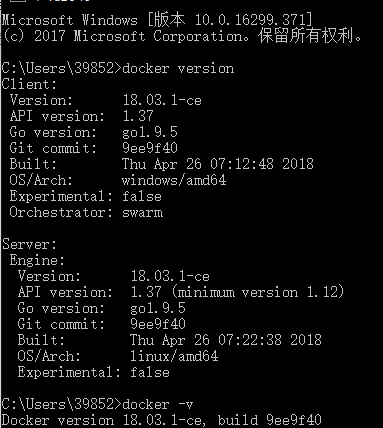 Microsoft Windows [版本 10.0.16299.371]
(c) 2017 Microsoft Corporation。保留所有权利。
C:\Users\39852>docker version
Client:
Version: 18.03.1-ce
API version: 1.37
Go version: go1.9.5
Git commit: 9ee9f40
Built: Thu Apr 26 07:12:48 2018
OS/Arch: windows/amd64
Experimental: false
Orchestrator: swarm
Server:
Engine:
Version: 18.03.1-ce
API version: 1.37 (minimum version 1.12)
Go version: go1.9.5
Git commit: 9ee9f40
Built: Thu Apr 26 07:22:38 2018
OS/Arch: linux/amd64
Experimental: false
C:\Users\39852>docker -v
Docker version 18.03.1-ce, build 9ee9f40